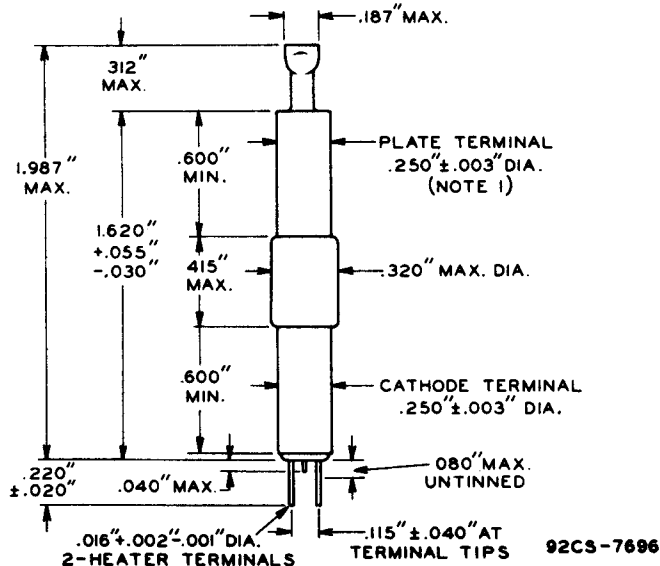 .187" MAX.
.312"
MAX.
1.987"
MAX.
.600"
MIN.
PLATE TERMINAL
.250"±.003" DIA.
(NOTE 1)
1.620"
+.055"
-.030"
.415"
MAX.
.320" MAX. DIA.
.600"
MIN.
CATHODE TERMINAL
.250"±.003" DIA.
.220"
±.020"
.040" MAX.
.080" MAX.
UNTINNED
.016"+.002"-.001" DIA.
2-HEATER TERMINALS
.115"±.040" AT
TERMINAL TIPS
92CS-7696